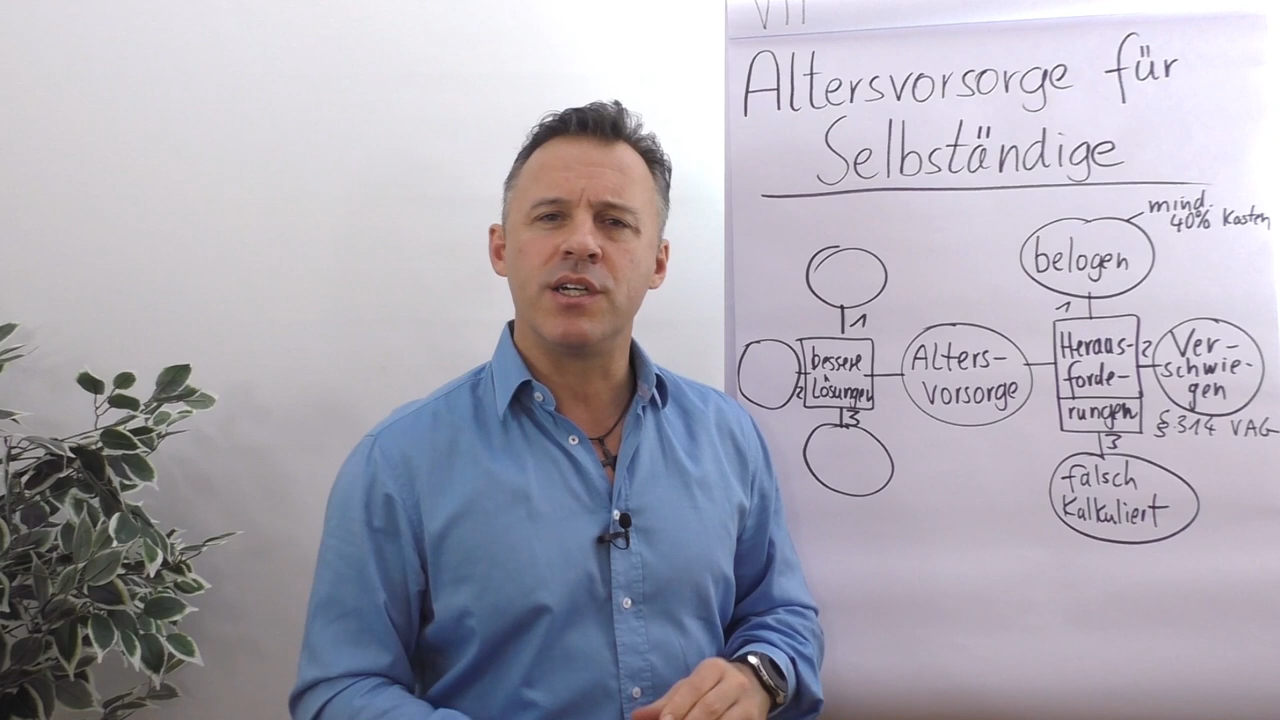 VII
Altersvorsorge für
Selbständige
mind.
40% Kosten
belogen
1
1
bessere
Lösungen
2
3
Alters-
vorsorge
Heraus-
forde-
rungen
2
3
Ver-
schwie-
gen
§ 314 VAG
falsch
Kalkuliert